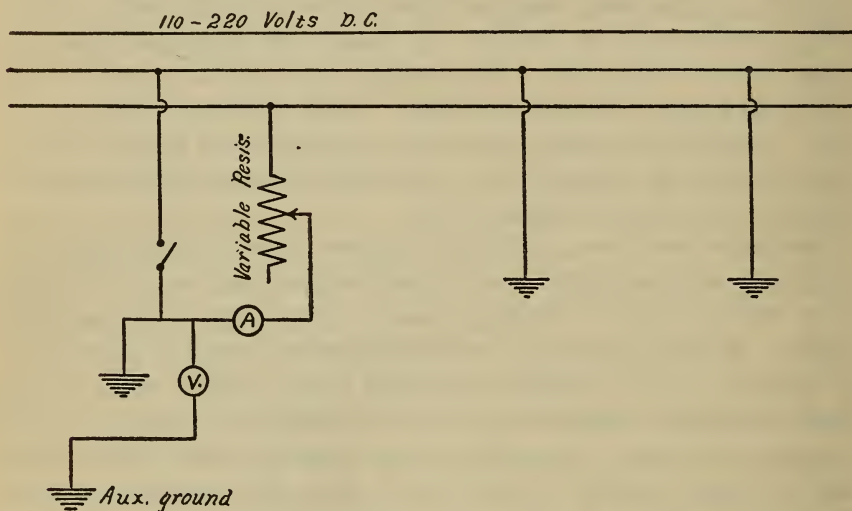 110-220 Volts D.C.
Variable Resis.
A
V.
Aux. ground